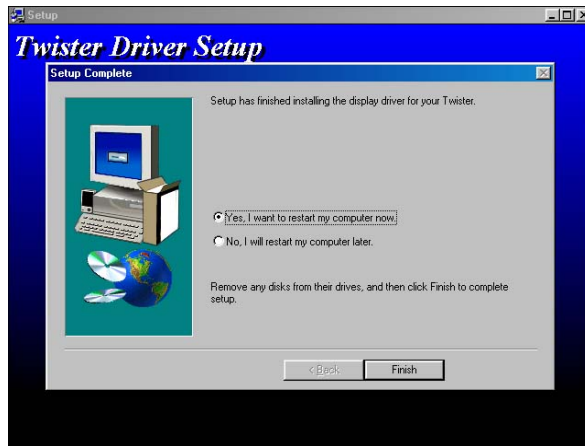 Setup
Twister Driver Setup
Setup Complete
Setup has finished installing the display driver for your Twister.
Yes, I want to restart my computer now.
No, I will restart my computer later.
Remove any disks from their drives, and then click Finish to complete
setup.
< Back
Finish